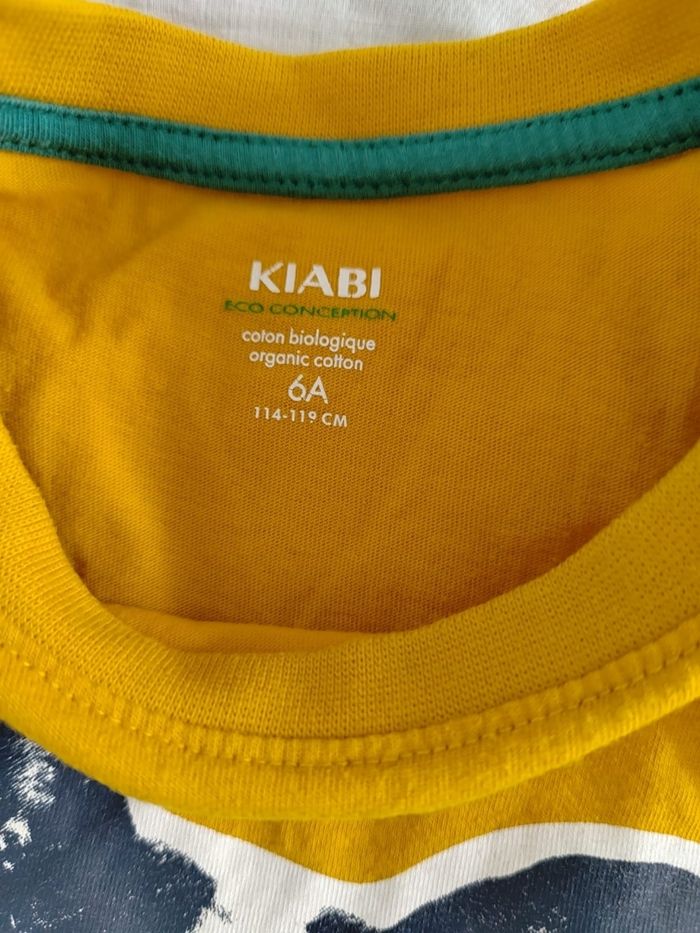 KIABI
ECO CONCEPTION
coton biologique
organic cotton
6A
114-119 CM